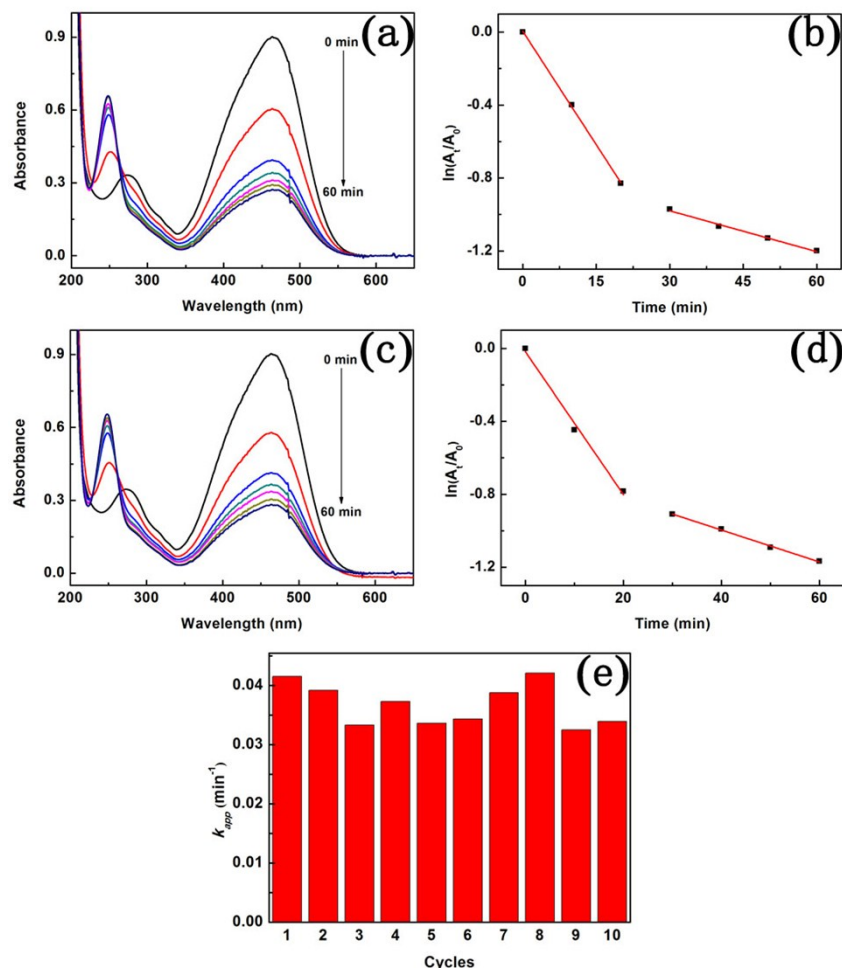 (a)
0 min
60 min
Absorbance
0.9
0.6
0.3
0.0
200 300 400 500 600
Wavelength (nm)
(b)
ln(At/A0)
0.0
-0.4
-0.8
-1.2
0 15 30 45 60
Time (min)
(c)
0 min
60 min
Absorbance
0.9
0.6
0.3
0.0
200 300 400 500 600
Wavelength (nm)
(d)
ln(At/A0)
0.0
-0.4
-0.8
-1.2
0 20 40 60
Time (min)
(e)
kapp (min-1)
0.04
0.03
0.02
0.01
0.00
1 2 3 4 5 6 7 8 9 10
Cycles